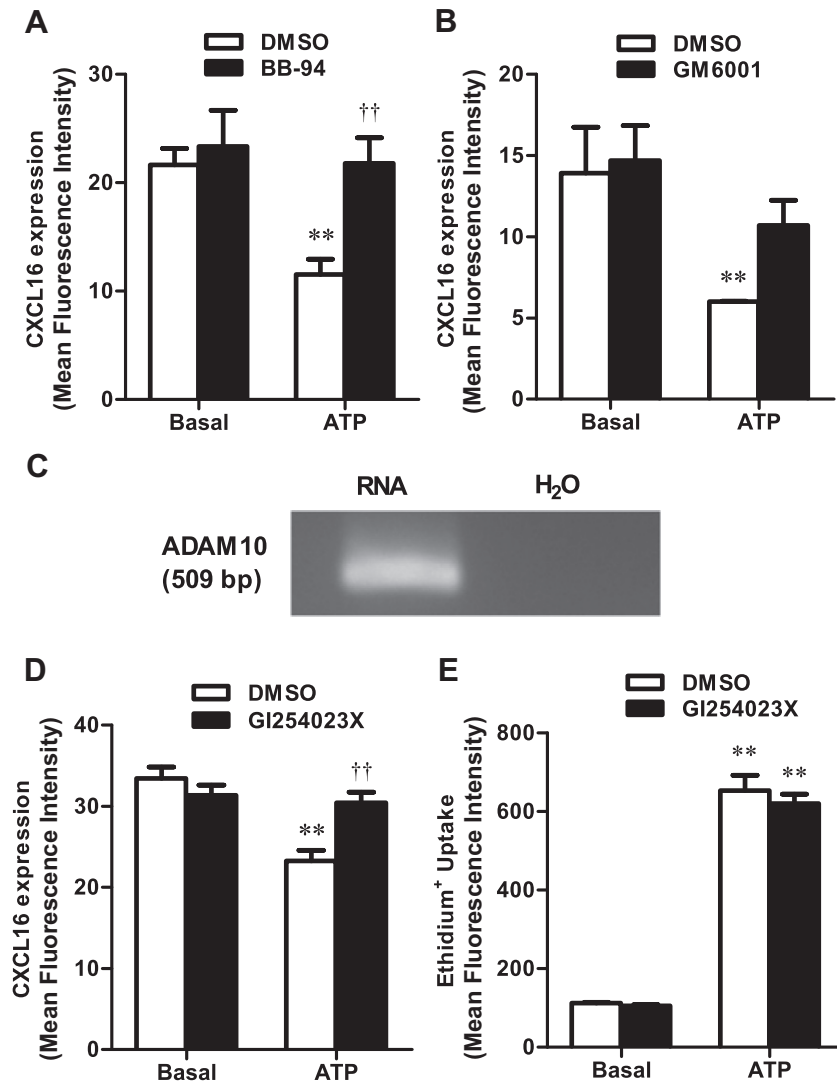 A
DMSO
BB-94
CXCL16 expression
(Mean Fluorescence Intensity)
30
20
10
0
**
††
Basal
ATP
B
DMSO
GM6001
CXCL16 expression
(Mean Fluorescence Intensity)
20
15
10
5
0
**
Basal
ATP
C
RNA
H₂O
ADAM10
(509 bp)
D
DMSO
GI254023X
CXCL16 expression
(Mean Fluorescence Intensity)
40
30
20
10
0
**
††
Basal
ATP
E
DMSO
GI254023X
Ethidium⁺ Uptake
(Mean Fluorescence Intensity)
800
600
400
200
0
**
**
Basal
ATP